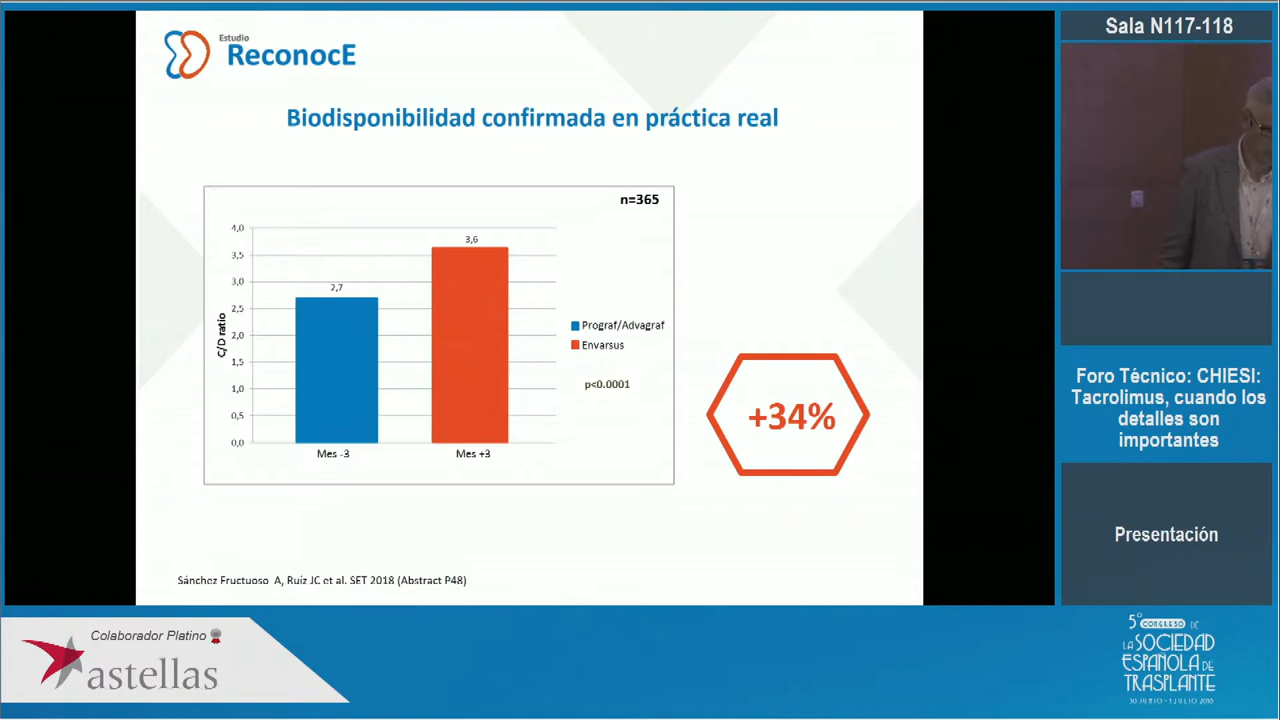 Estudio
ReconocE
Biodisponibilidad confirmada en práctica real
n=365
4,0
3,5
3,0
2,5
2,0
1,5
1,0
0,5
0,0
C/D ratio
2,7
3,6
Mes -3
Mes +3
Prograf/Advagraf
Envarsus
p<0.0001
+34%
Sánchez Fructuoso A, Ruíz JC et al. SET 2018 (Abstract P48)
Sala N117-118
Foro Técnico: CHIESI:
Tacrolimus, cuando los
detalles son
importantes
Presentación
Colaborador Platino
astellas
5º CONGRESO DE
LA SOCIEDAD
ESPAÑOLA DE
TRASPLANTE